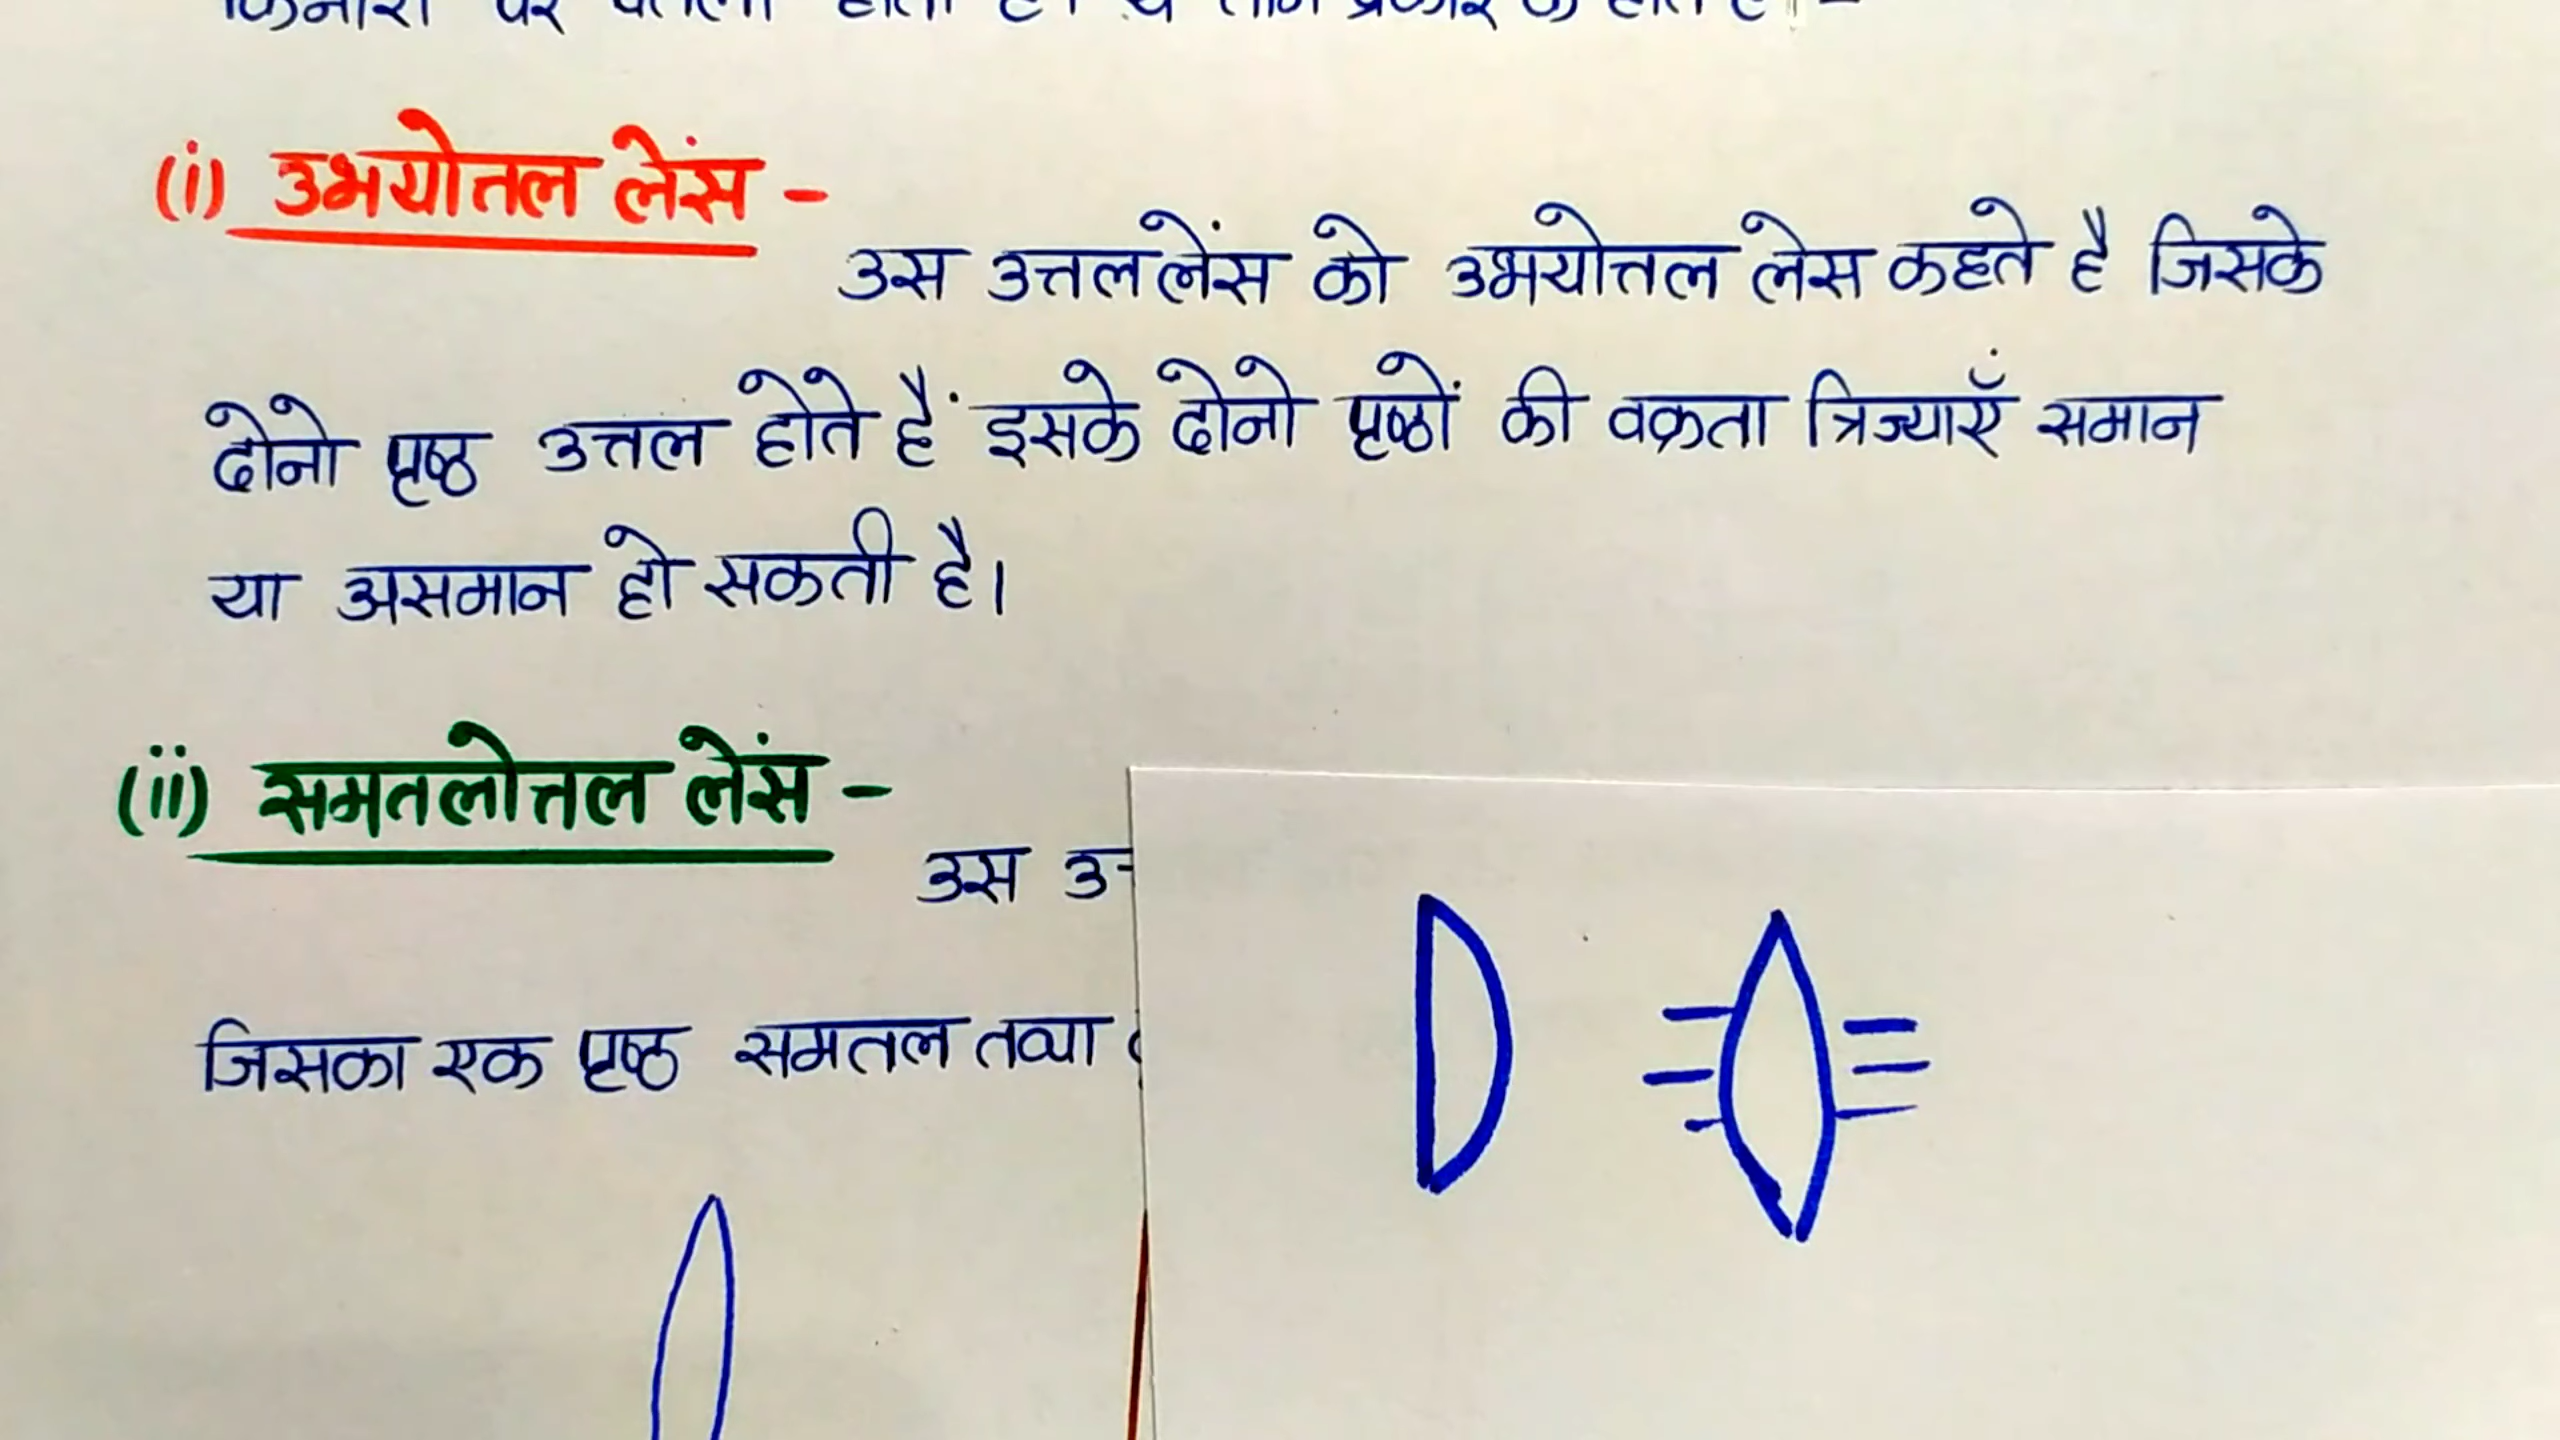 (i) उभयोतल लेंस -
उस उत्तल लेंस को उभयोत्तल लेस कहते है जिसके
दोनो पृष्ठ उत्तल होते हैं इसके दोनो पृष्ठों की वक्रता त्रिज्याएँ समान
या असमान हो सकती है।
(ii) समतलोत्तल लेंस -
उस
जिसका एक पृष्ठ समतल तथा